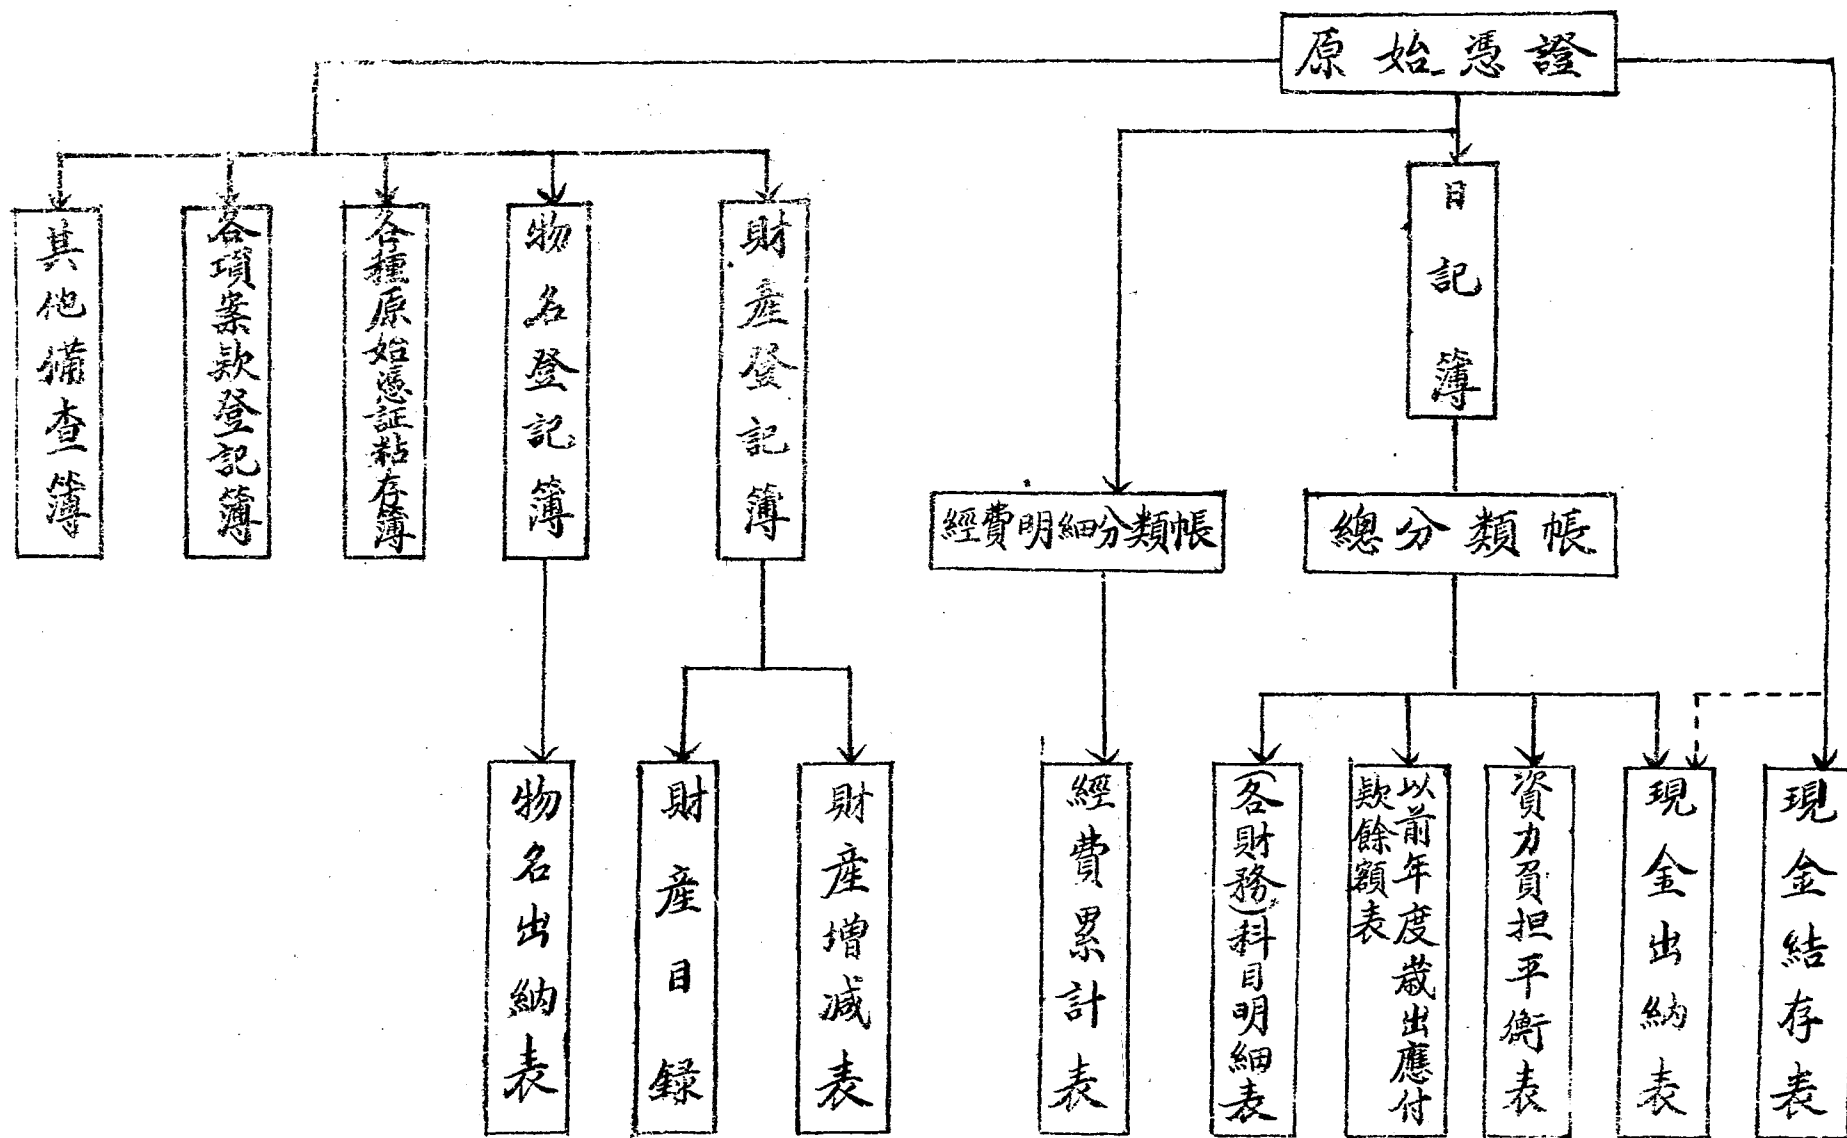 原始憑證
日記簿
財產登記簿
物名登記簿
各種原始憑証粘存簿
各項案欵登記簿
其他備查簿
總分類帳
經費明細分類帳
現金結存表
現金出納表
資力負担平衡表
以前年度歲出應付
欵餘額表
(各財務)科目明細表
經費累計表
財產增減表
財產目録
物名出納表